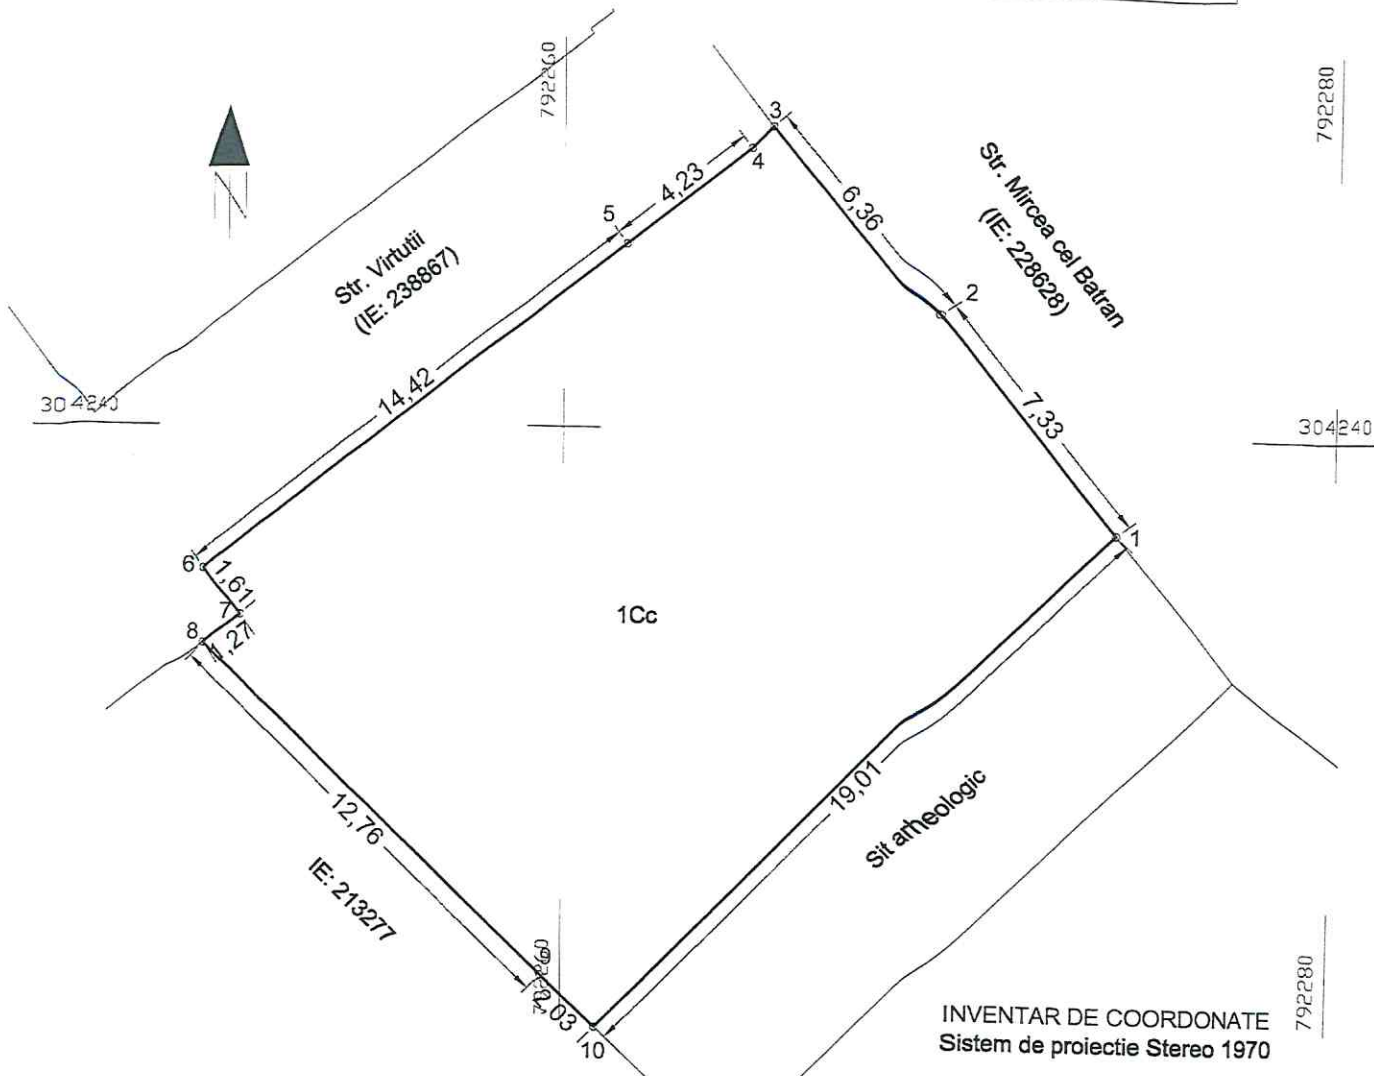 792260
792280
3
4
4,23
6,36
Str. Mircea cel Batran
(IE: 228628)
5
Str. Virtutii
(IE: 238867)
2
N
14,42
7,33
304240
304240
1
6
1,61
7
8
1,27
1Cc
12,76
19,01
Sit arheologic
IE: 213277
9
792260
2,03
10
792280
INVENTAR DE COORDONATE
Sistem de proiectie Stereo 1970